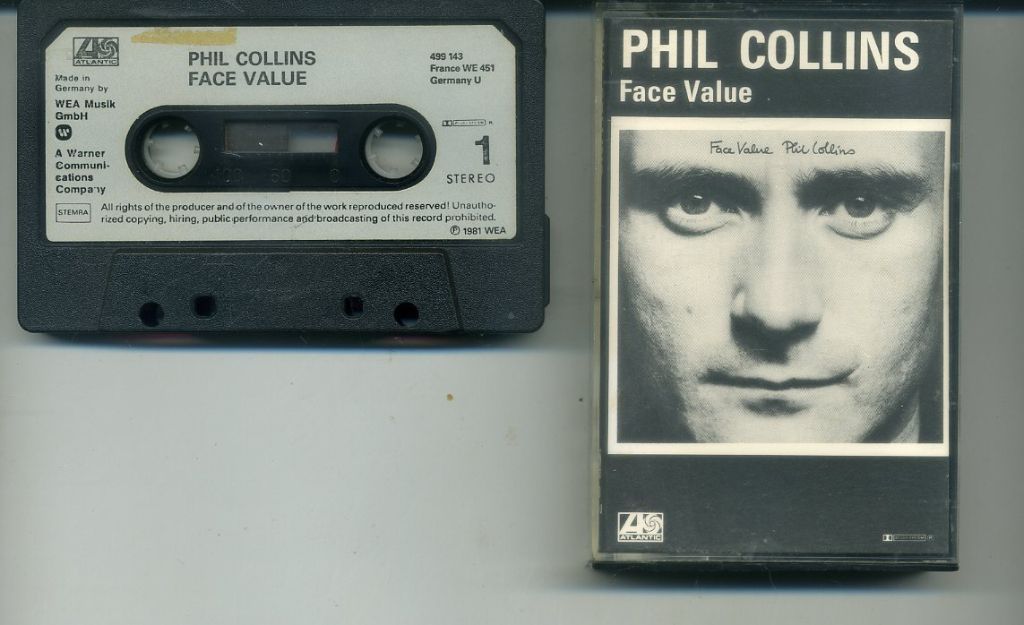 ATLANTIC
PHIL COLLINS
FACE VALUE
499 143
France WE 451
Germany U
Made in
Germany by
WEA Musik
GmbH
A Warner
Communi-
cations
Company
100 50 0
1
STEREO
STEMRA
All rights of the producer and of the owner of the work reproduced reserved! Unautho-
rized copying, hiring, public performance and broadcasting of this record prohibited.
℗ 1981 WEA
PHIL COLLINS
Face Value
Face Value Phil Collins
ATLANTIC